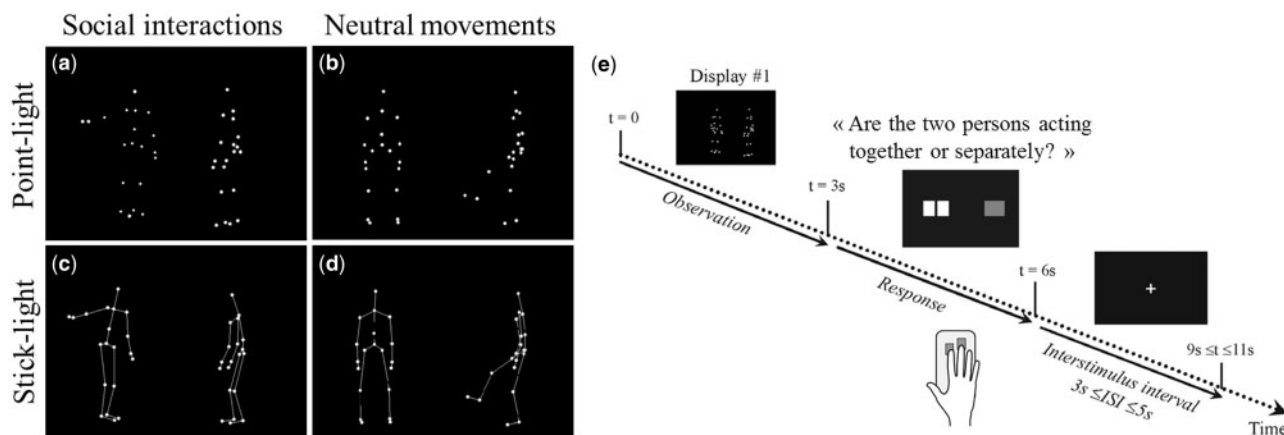 Social interactions
Neutral movements
Point-light
Stick-light
(a)
(b)
(c)
(d)
(e)
Display #1
t = 0
« Are the two persons acting
together or separately? »
t = 3s
Observation
t = 6s
Response
9s ≤t ≤11s
Interstimulus interval
3s ≤ISI ≤5s
Time